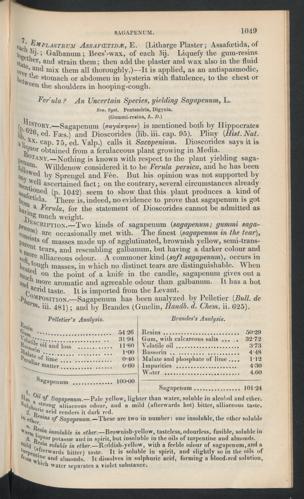 SAGAPENUM. 1049
7. EMPLASTRUM ASSAFŒTIDÆ, E. (Litharge Plaster; Assafetida, of
each ℔j.; Galbanum; Bees'-wax, of each ℥ij. Liquefy the gum-resins
together, and strain them; then add the plaster and wax also in the fluid
state, and mix them all thoroughly.)—It is applied, as an antispasmodic,
over the stomach or abdomen in hysteria with flatulence, to the chest or
between the shoulders in hooping-cough.
Fer'ula? An Uncertain Species, yielding Sagapenum, L.
Sex. Syst. Pentandria, Digynia.
(Gummi-resina, L. D.)
HISTORY.—Sagapenum (σαγάπηνον) is mentioned both by Hippocrates
(p. 626, ed. Fœs.) and Dioscorides (lib. iii. cap. 95). Pliny (Hist. Nat.
xx. cap. 75, ed. Valp.) calls it Sacopenium. Dioscorides says it is
a liquour obtained from a ferulaceous plant growing in Media.
BOTANY.—Nothing is known with respect to the plant yielding saga-
penum. Willdenow considered it to be Ferula persica, and he has been
followed by Sprengel and Fée. But his opinion was not supported by
any well ascertained fact; on the contrary, several circumstances already
mentioned (p. 1042) seem to show that this plant produces a kind of
assafœtida. There is, indeed, no evidence to prove that sagapenum is got
from a Ferula, for the statement of Dioscorides cannot be admitted as
having much weight.
DESCRIPTION.—Two kinds of sagapenum (sagapenum; gummi saga-
penum) are occasionally met with. The finest (sagapenum in the tear),
consists of masses made up of agglutinated, brownish yellow, semi-trans-
parent tears, and resembling galbanum, but having a darker colour and
a more alliaceous odour. A commoner kind (soft sagapenum), occurs in
soft, tough masses, in which no distinct tears are distinguishable. When
heated on the point of a knife in the candle, sagapenum gives out a
much more aromatic and agreeable odour than galbanum. It has a hot
and acrid taste. It is imported from the Levant.
COMPOSITION.—Sagapenum has been analyzed by Pelletier (Bull. de
Pharm. iii. 481); and by Brandes (Gmelin, Handb. d. Chem. ii. 625).
Pelletier's Analysis.
Resin 54·26
Gum 31·94
Volatile oil and loss 11·80
Bassorin 1·00
Malate of lime 0·40
Peculiar matter 0·60
Sagapenum 100·00
Brandes's Analysis.
Resins 50·29
Gum, with calcareous salts 32·72
Volatile oil 3·73
Bassorin 4·48
Malate and phosphate of lime 1·12
Impurities 4·30
Water 4·60
Sagapenum 101·24
1. Oil of Sagapenum.—Pale yellow, lighter than water, soluble in alcohol and ether.
Has a strong alliaceous odour, and a mild (afterwards hot) bitter, alliaceous taste.
Sulphuric acid renders it dark red.
2. Resins of Sagapenum.—These are two in number: one insoluble, the other soluble
in ether.
Resin insoluble in ether.—Brownish-yellow, tasteless, odourless, fusible, soluble in
warm liquor potassæ and in spirit, but insoluble in the oils of turpentine and almonds.
Resin soluble in ether.—Reddish-yellow, with a feeble odour of sagapenum, and a
mild (afterwards bitter) taste. It is soluble in spirit, and slightly so in the oils of
turpentine and almonds. It dissolves in sulphuric acid, forming a blood-red solution,
from which water separates a violet substance.